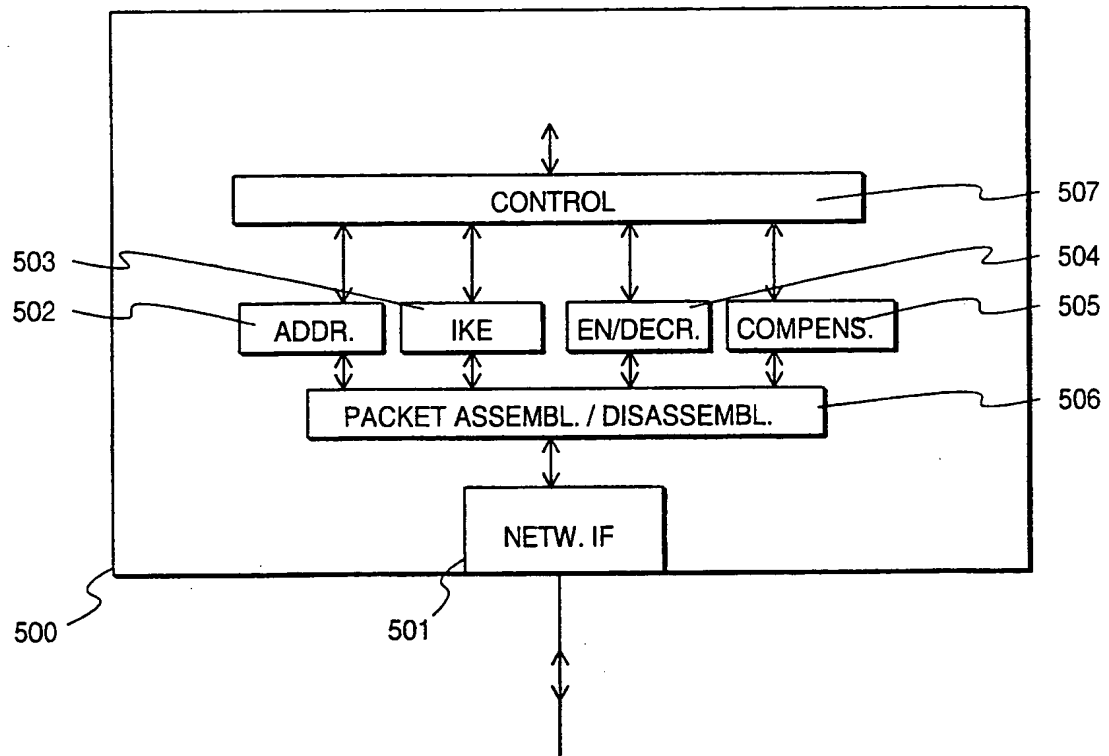 CONTROL
507
503
504
502
ADDR.
IKE
EN/DECR.
COMPENS.
505
PACKET ASSEMBL. / DISASSEMBL.
506
NETW. IF
500
501